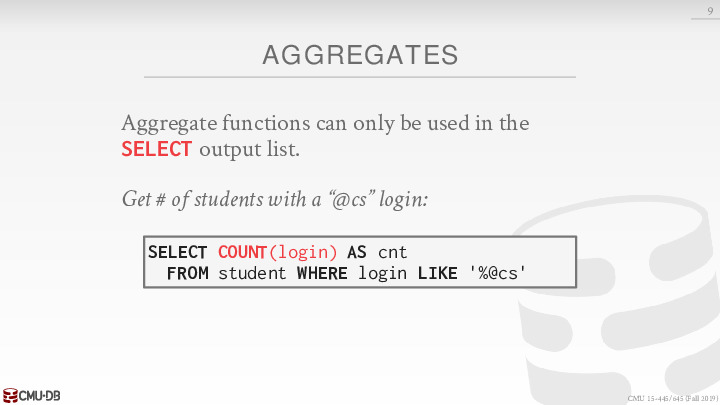 9
AGGREGATES
Aggregate functions can only be used in the
SELECT output list.
Get # of students with a “@cs” login:
SELECT COUNT(login) AS cnt
FROM student WHERE login LIKE '%@cs'
CMU·DB
CMU 15-445/645 (Fall 2019)